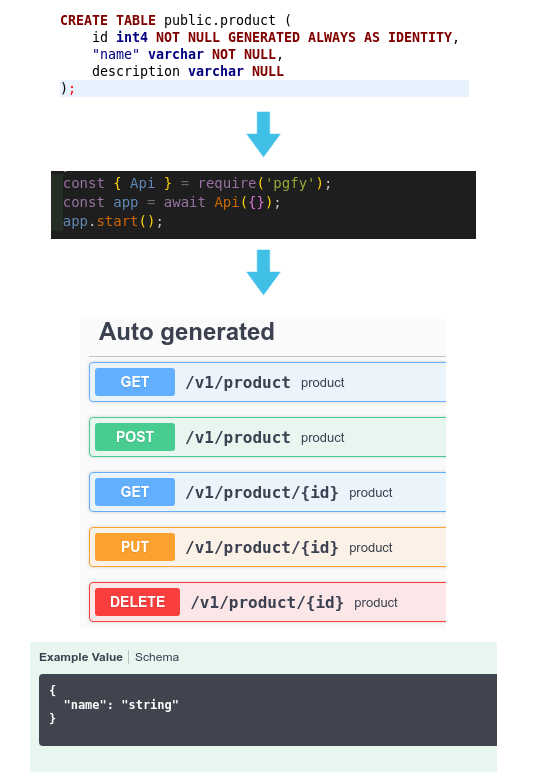 CREATE TABLE public.product (
id int4 NOT NULL GENERATED ALWAYS AS IDENTITY,
"name" varchar NOT NULL,
description varchar NULL
);
const { Api } = require('pgfy');
const app = await Api({});
app.start();
Auto generated
GET /v1/product product
POST /v1/product product
GET /v1/product/{id} product
PUT /v1/product/{id} product
DELETE /v1/product/{id} product
Example Value | Schema
{
"name": "string"
}